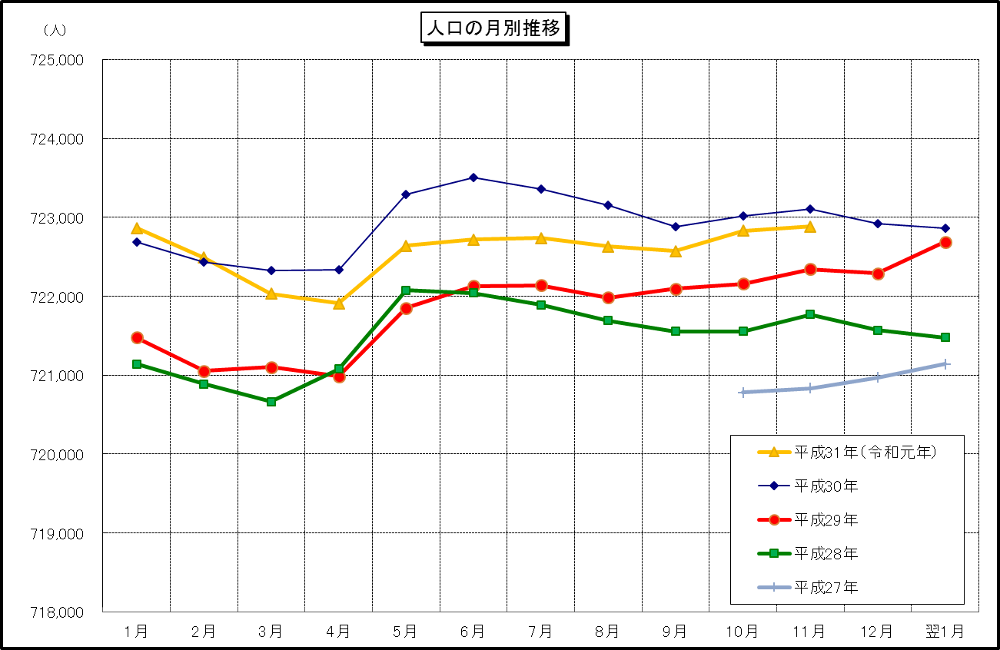 人口の月別推移
（人）
725,000
724,000
723,000
722,000
721,000
720,000
719,000
718,000
1月 2月 3月 4月 5月 6月 7月 8月 9月 10月 11月 12月 翌1月
平成31年（令和元年）
平成30年
平成29年
平成28年
平成27年